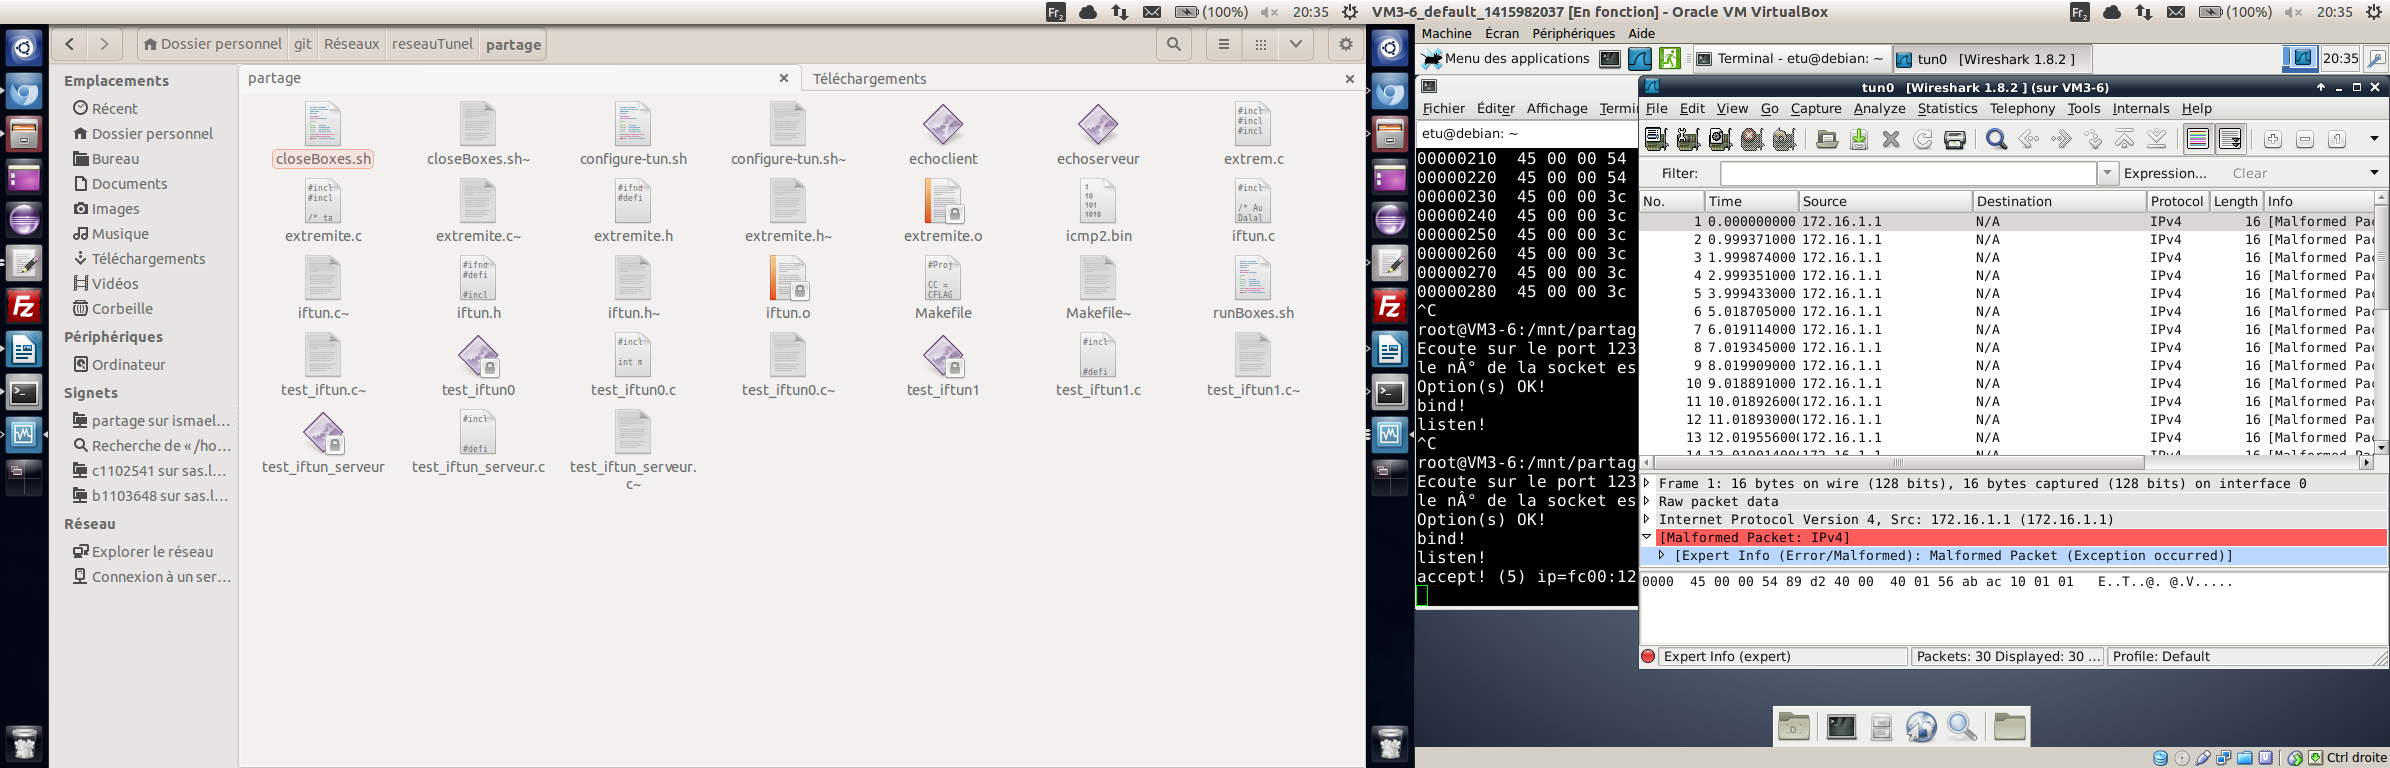 Fr2 (100%) 20:35
VM3-6_default_1415982037 [En fonction] - Oracle VM VirtualBox
Fr2 (100%) 20:35
Dossier personnel git Réseaux reseauTunel partage
Emplacements
Récent
Dossier personnel
Bureau
Documents
Images
Musique
Téléchargements
Vidéos
Corbeille
Périphériques
Ordinateur
Signets
partage sur ismael...
Recherche de « /ho...
c1102541 sur sas.l...
b1103648 sur sas.l...
Réseau
Explorer le réseau
Connexion à un ser...
partage
Téléchargements
closeBoxes.sh closeBoxes.sh~ configure-tun.sh configure-tun.sh~ echoclient echoserveur extrem.c
extremite.c extremite.c~ extremite.h extremite.h~ extremite.o icmp2.bin iftun.c
iftun.c~ iftun.h iftun.h~ iftun.o Makefile Makefile~ runBoxes.sh
test_iftun.c~ test_iftun0 test_iftun0.c test_iftun0.c~ test_iftun1 test_iftun1.c test_iftun1.c~
test_iftun_serveur test_iftun_serveur.c test_iftun_serveur.
c~
Machine Écran Périphériques Aide
Menu des applications Terminal - etu@debian: ~ tun0 [Wireshark 1.8.2 ] 20:35
Fichier Éditer Affichage Termi
etu@debian: ~
00000210 45 00 00 54
00000220 45 00 00 54
00000230 45 00 00 3c
00000240 45 00 00 3c
00000250 45 00 00 3c
00000260 45 00 00 3c
00000270 45 00 00 3c
00000280 45 00 00 3c
^C
root@VM3-6:/mnt/partag
Ecoute sur le port 123
le nÂ° de la socket es
Option(s) OK!
bind!
listen!
^C
root@VM3-6:/mnt/partag
Ecoute sur le port 123
le nÂ° de la socket es
Option(s) OK!
bind!
listen!
accept! (5) ip=fc00:12
tun0 [Wireshark 1.8.2 ] (sur VM3-6)
File Edit View Go Capture Analyze Statistics Telephony Tools Internals Help
Filter: Expression... Clear
No. Time Source Destination Protocol Length Info
1 0.000000000 172.16.1.1 N/A IPv4 16 [Malformed Pac
2 0.999371000 172.16.1.1 N/A IPv4 16 [Malformed Pac
3 1.999874000 172.16.1.1 N/A IPv4 16 [Malformed Pac
4 2.999351000 172.16.1.1 N/A IPv4 16 [Malformed Pac
5 3.999433000 172.16.1.1 N/A IPv4 16 [Malformed Pac
6 5.018705000 172.16.1.1 N/A IPv4 16 [Malformed Pac
7 6.019114000 172.16.1.1 N/A IPv4 16 [Malformed Pac
8 7.019345000 172.16.1.1 N/A IPv4 16 [Malformed Pac
9 8.019909000 172.16.1.1 N/A IPv4 16 [Malformed Pac
10 9.018891000 172.16.1.1 N/A IPv4 16 [Malformed Pac
11 10.01892600 172.16.1.1 N/A IPv4 16 [Malformed Pac
12 11.01893000 172.16.1.1 N/A IPv4 16 [Malformed Pac
13 12.01955600 172.16.1.1 N/A IPv4 16 [Malformed Pac
Frame 1: 16 bytes on wire (128 bits), 16 bytes captured (128 bits) on interface 0
Raw packet data
Internet Protocol Version 4, Src: 172.16.1.1 (172.16.1.1)
[Malformed Packet: IPv4]
[Expert Info (Error/Malformed): Malformed Packet (Exception occurred)]
0000 45 00 00 54 89 d2 40 00 40 01 56 ab ac 10 01 01 E..T..@. @.V.....
Expert Info (expert) Packets: 30 Displayed: 30 ... Profile: Default
Ctrl droite